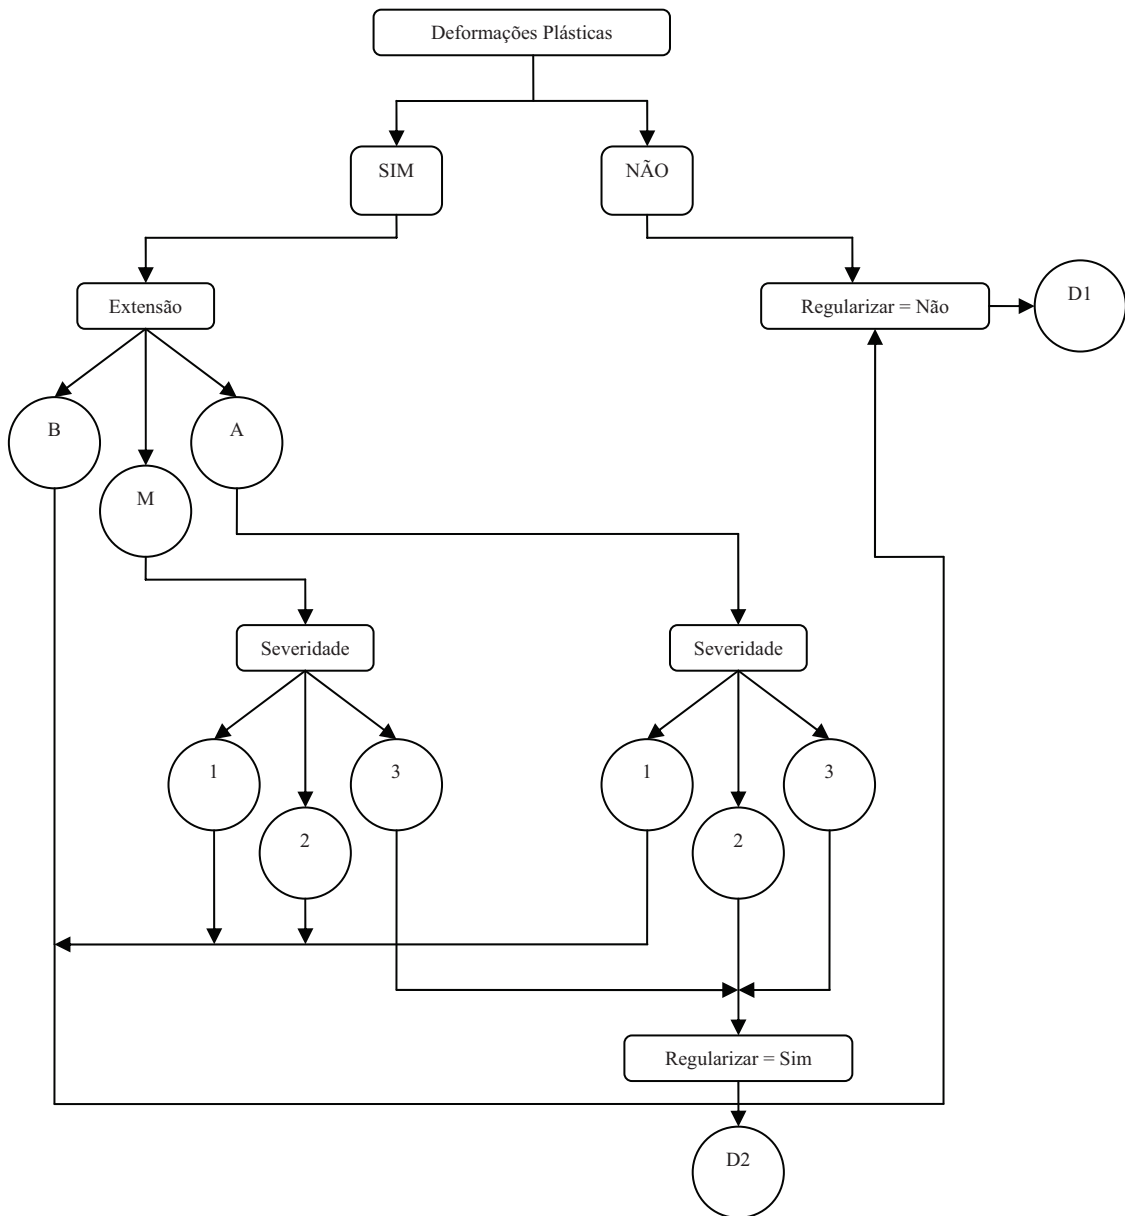 Deformações Plásticas
SIM
NÃO
Extensão
Regularizar = Não
D1
B
A
M
Severidade
Severidade
1
3
1
3
2
2
Regularizar = Sim
D2